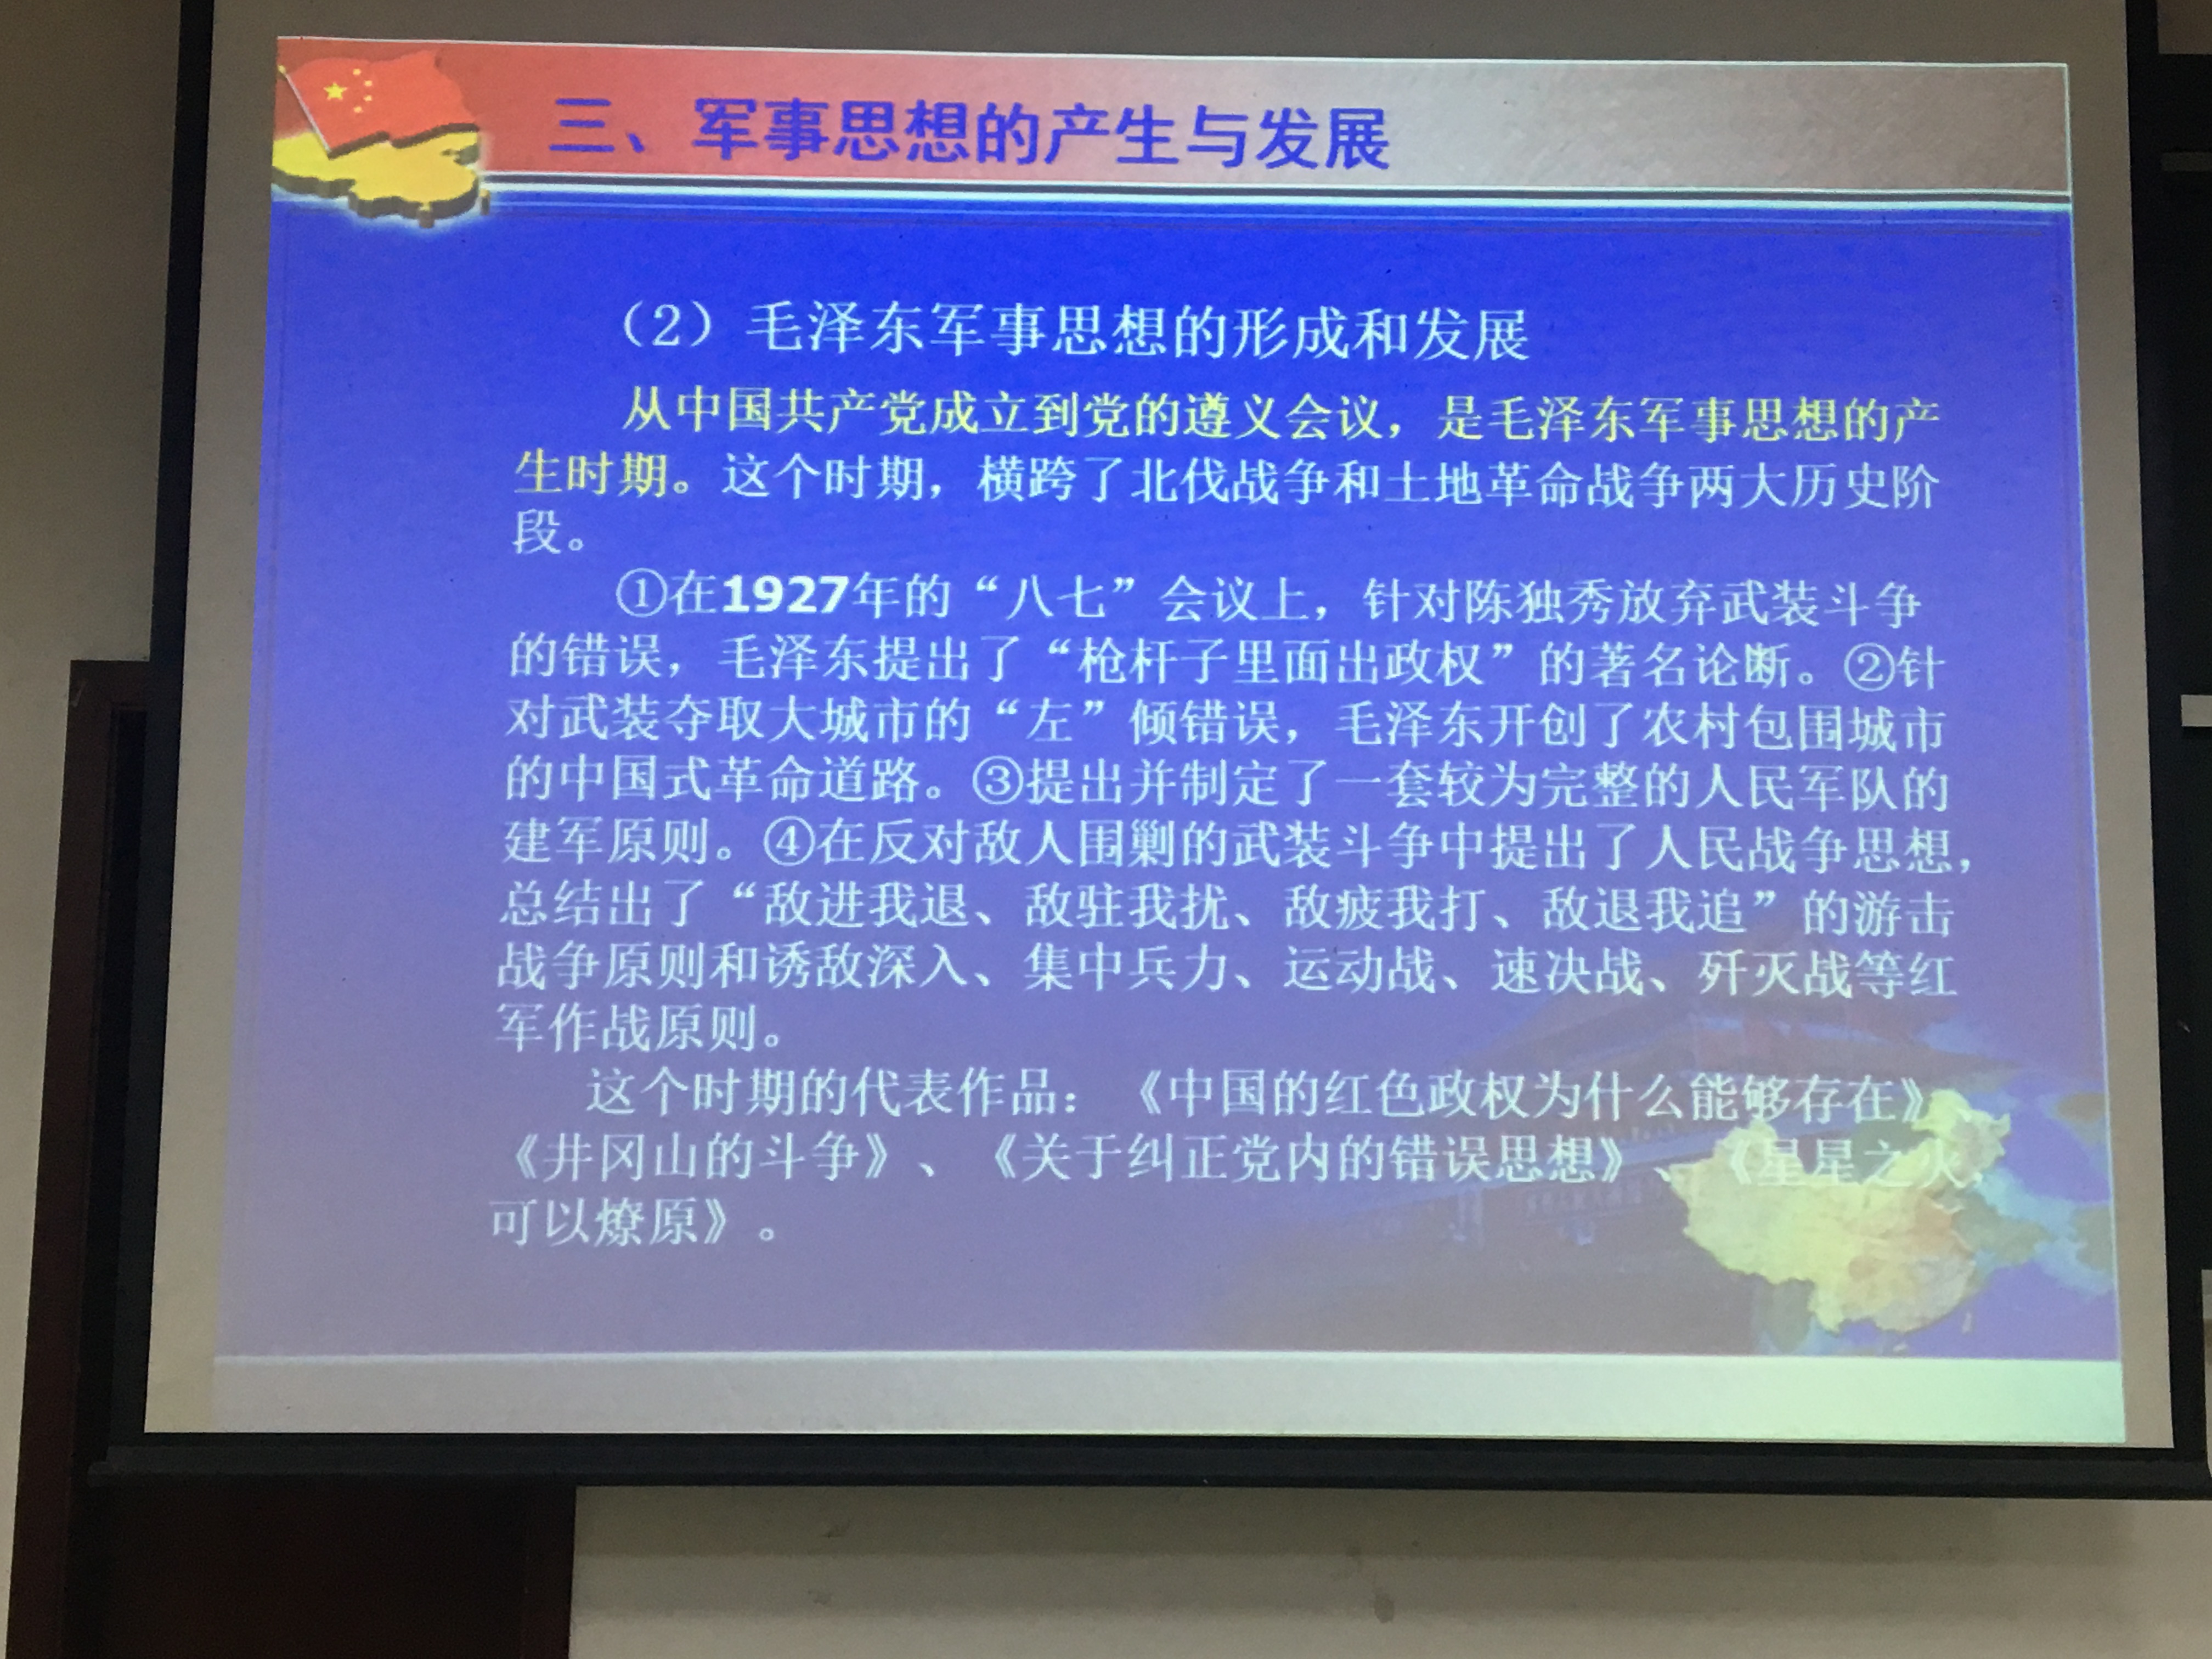 三、军事思想的产生与发展
（2）毛泽东军事思想的形成和发展
从中国共产党成立到党的遵义会议，是毛泽东军事思想的产
生时期。这个时期，横跨了北伐战争和土地革命战争两大历史阶
段。
①在1927年的“八七”会议上，针对陈独秀放弃武装斗争
的错误，毛泽东提出了“枪杆子里面出政权”的著名论断。②针
对武装夺取大城市的“左”倾错误，毛泽东开创了农村包围城市
的中国式革命道路。③提出并制定了一套较为完整的人民军队的
建军原则。④在反对敌人围剿的武装斗争中提出了人民战争思想，
总结出了“敌进我退、敌驻我扰、敌疲我打、敌退我追”的游击
战争原则和诱敌深入、集中兵力、运动战、速决战、歼灭战等红
军作战原则。
这个时期的代表作品：《中国的红色政权为什么能够存在》、
《井冈山的斗争》、《关于纠正党内的错误思想》、《星星之火，
可以燎原》。